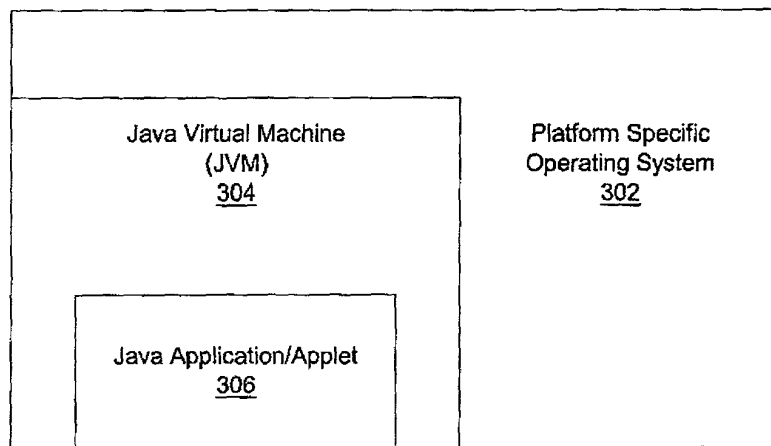 Java Virtual Machine
(JVM)
304
Platform Specific
Operating System
302
Java Application/Applet
306